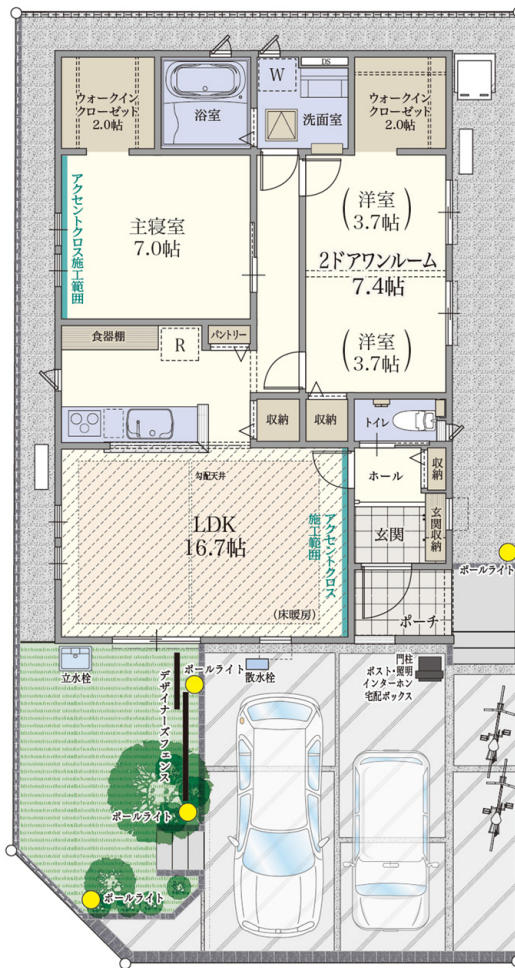 ウォークイン
クローゼット
2.0帖
浴室
W
DS
洗面室
ウォークイン
クローゼット
2.0帖
アクセントクロス施工範囲
主寝室
7.0帖
(洋室
3.7帖)
2ドアワンルーム
7.4帖
(洋室
3.7帖)
食器棚
R
パントリー
収納
収納
トイレ
ホール
収納
勾配天井
LDK
16.7帖
アクセントクロス
施工範囲
(床暖房)
玄関
玄関収納
ポーチ
ポールライト
立水栓
デザイナーズフェンス
ポールライト
散水栓
門柱
ポスト・照明
インターホン
宅配ボックス
ポールライト
ポールライト